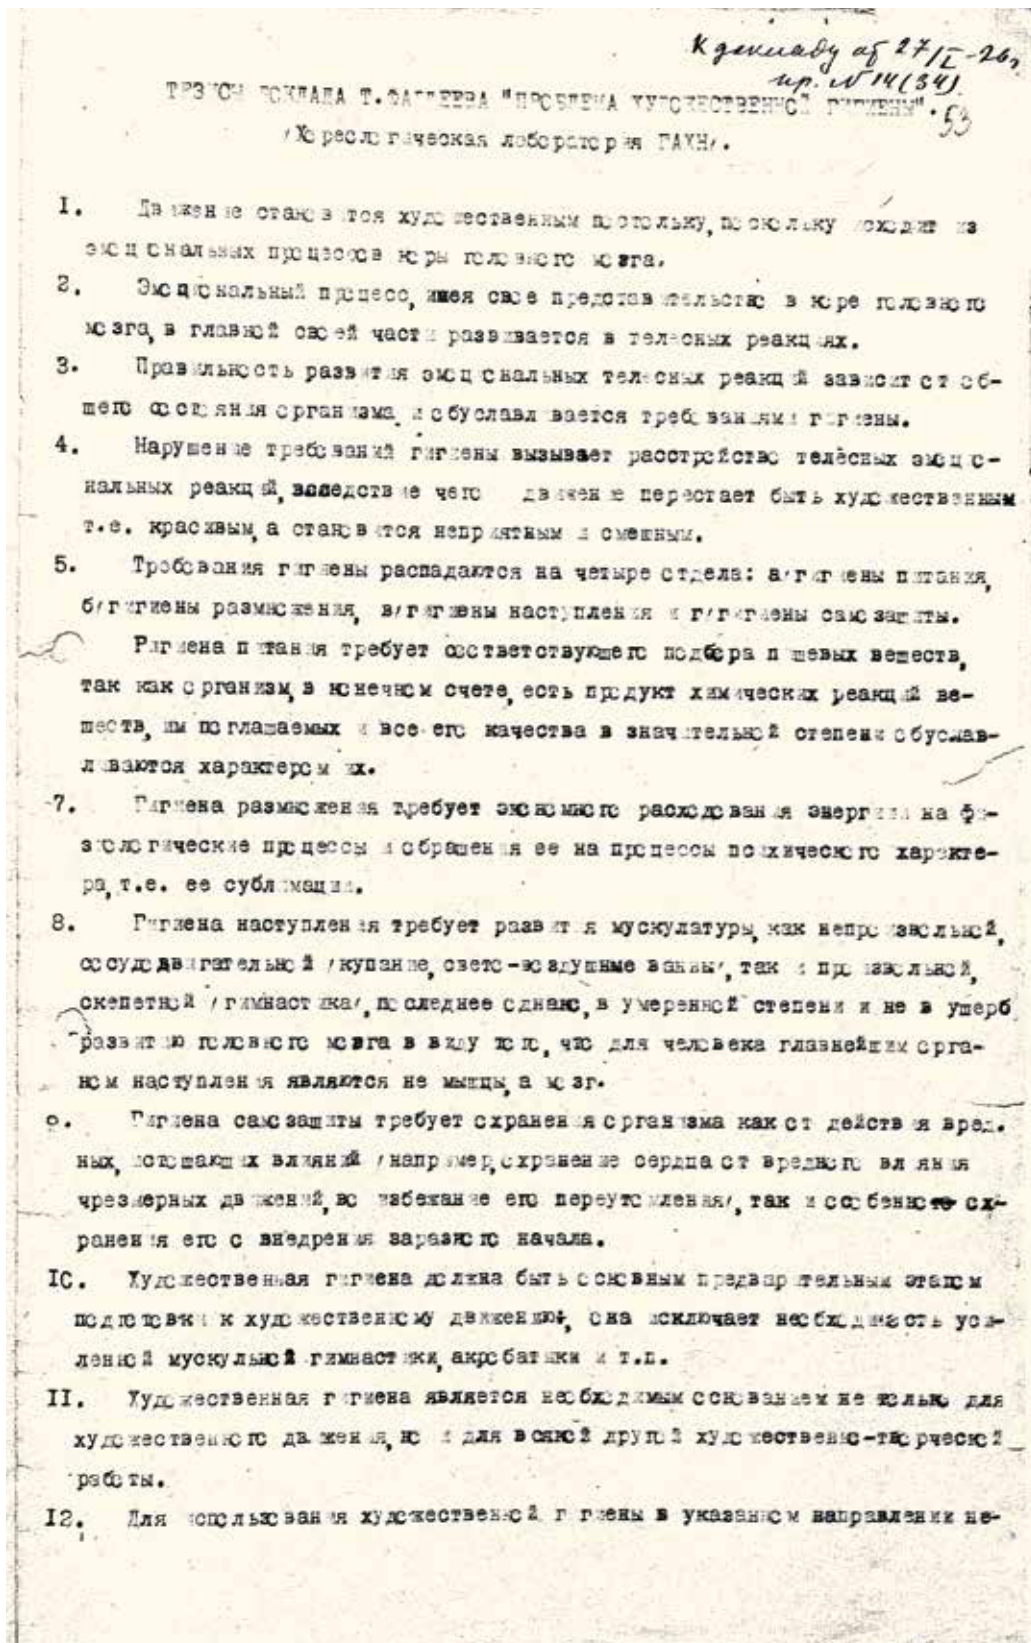 К докладу от 27/I-26г.
пр. № 14(34).
ТЕЗИСЫ ДОКЛАДА Т.ФАДДЕЕВА "ПРОБЛЕМА ХУДОЖЕСТВЕННОЙ ГИГИЕНЫ".
53
/Хореологическая лаборатория ГАХН/.
I. Движение становится художественным постольку, поскольку исходит из
эмоциональных процессов коры головного мозга.
2. Эмоциональный процесс, имея свое представительство в коре головного
мозга, в главной своей части развивается в телесных реакциях.
3. Правильность развития эмоциональных телесных реакций зависит от об-
щего состояния организма и обуславливается требованиями гигиены.
4. Нарушение требований гигиены вызывает расстройство телесных эмоцио-
нальных реакций, вследствие чего движение перестает быть художественным
т.е. красивым, а становится неприятным и смешным.
5. Требования гигиены распадаются на четыре отдела: а/гигиены питания,
б/гигиены размножения, в/гигиены наступления и г/гигиены самозащиты.
Гигиена питания требует соответствующего подбора пищевых веществ,
так как организм, в конечном счете, есть продукт химических реакций ве-
ществ, им поглащаемых и все его качества в значительной степени обуслав-
ливаются характером их.
7. Гигиена размножения требует экономного расходования энергии на фи-
зиологические процессы и обращения ее на процессы психического характе-
ра, т.е. ее сублимации.
8. Гигиена наступления требует развития мускулатуры, как непроизвольной,
сосудодвигательной /купание, свето-воздушные ванны/, так и произвольной,
скепетной /гимнастика/, последнее однако, в умеренной степени и не в ущерб
развитию головного мозга в виду того, что для человека главнейшим орга-
ном наступления являются не мышцы, а мозг.
9. Гигиена самозащиты требует охранения организма как от действия вред.
ных, истощающих влияний /например, охранение сердца от вредного влияния
чрезмерных движений, во избежание его переутомления/, так и особенно ох-
ранения его с внедрения заразного начала.
IO. Художественная гигиена должна быть основным предварительным этапом
подготовки к художественному движению, она исключает необходимость уси-
ленной мускульной гимнастики, акробатики и т.п.
II. Художественная гигиена является необходимым основанием не только для
художественного движения, но и для всякой другой художественно-творческой
работы.
I2. Для использования художественной гигиены в указанном направлении не-